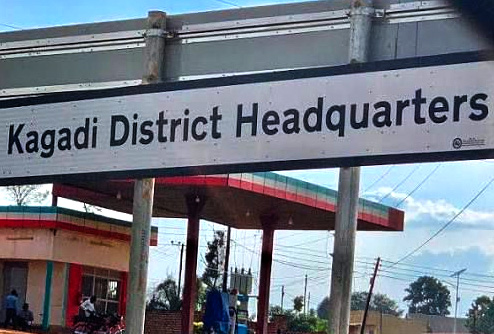 Kagadi District Headquarters